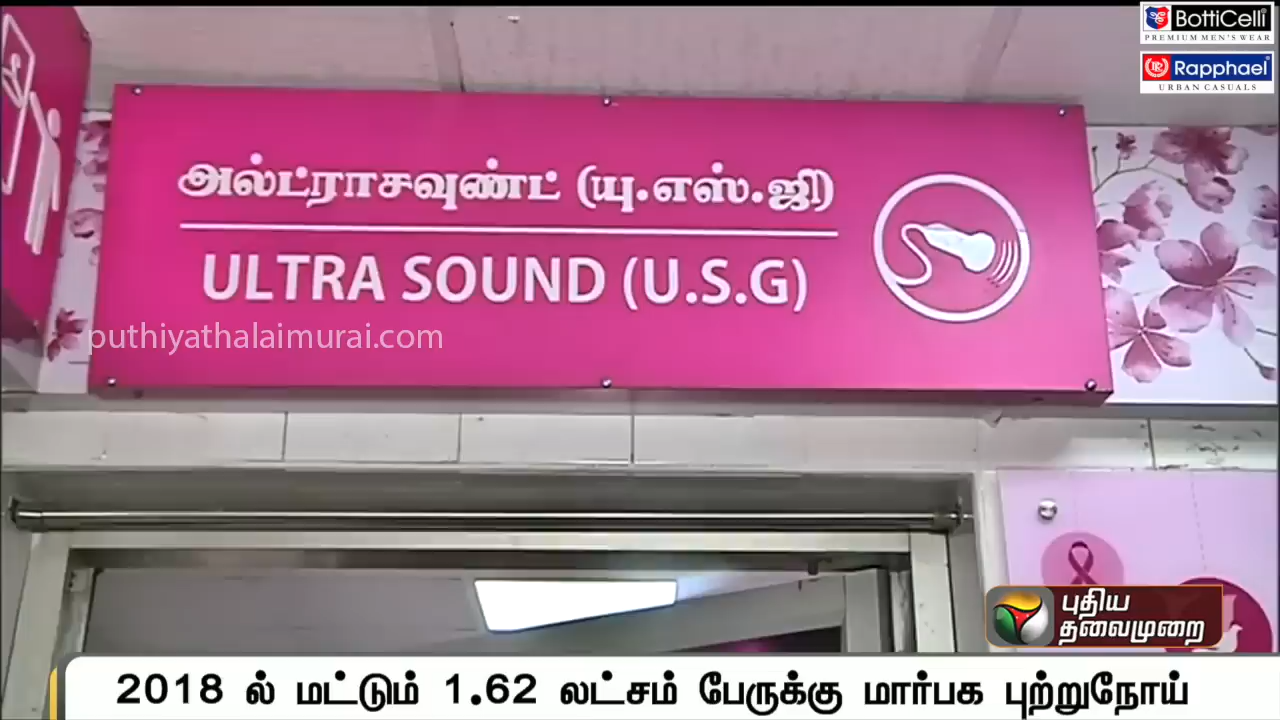 BOTTICELLI
PREMIUM MEN'S WEAR
Rapphael
URBAN CASUALS
அல்ட்ராசவுண்ட் (யு.எஸ்.ஜி)
ULTRA SOUND (U.S.G)
puthiyathalaimurai.com
புதிய
தலைமுறை
2018 ல் மட்டும் 1.62 லட்சம் பேருக்கு மார்பக புற்றுநோய்